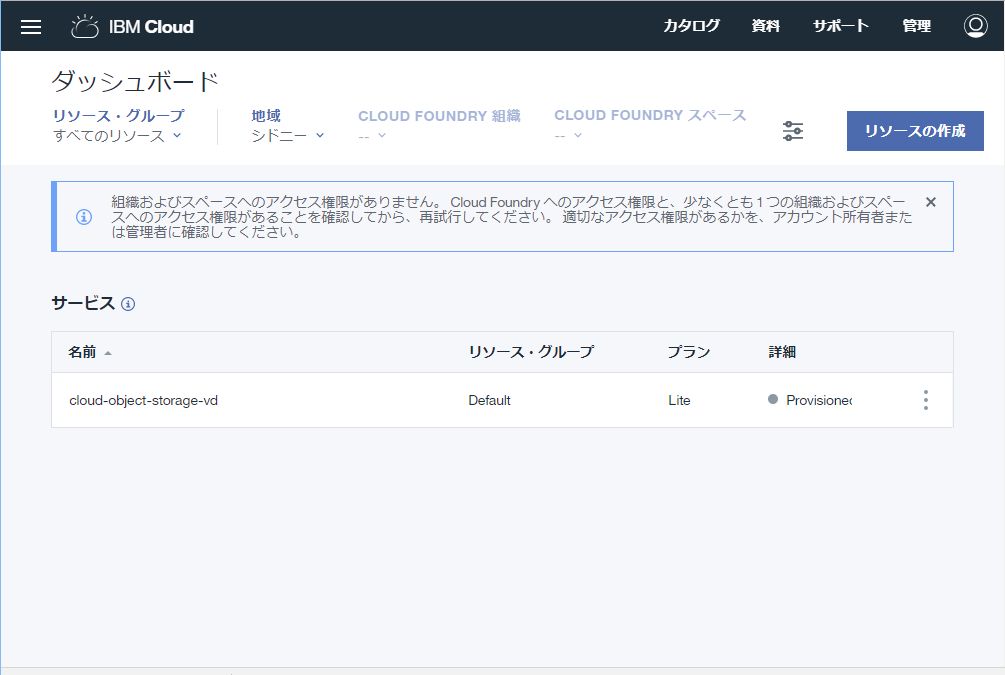 IBM Cloud カタログ 資料 サポート 管理
ダッシュボード
リソース・グループ 地域 CLOUD FOUNDRY 組織 CLOUD FOUNDRY スペース
すべてのリソース シドニー -- --
リソースの作成
組織およびスペースへのアクセス権限がありません。 Cloud Foundry へのアクセス権限と、少なくとも 1 つの組織およびスペー
スへのアクセス権限があることを確認してから、再試行してください。 適切なアクセス権限があるかを、アカウント所有者また
は管理者に確認してください。
サービス
名前 リソース・グループ プラン 詳細
cloud-object-storage-vd Default Lite Provisioned